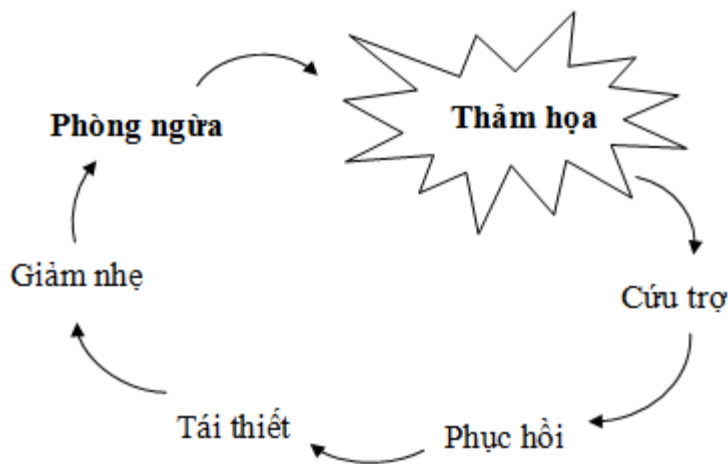 Phòng ngừa
Thảm họa
Giảm nhẹ
Cứu trợ
Tái thiết
Phục hồi